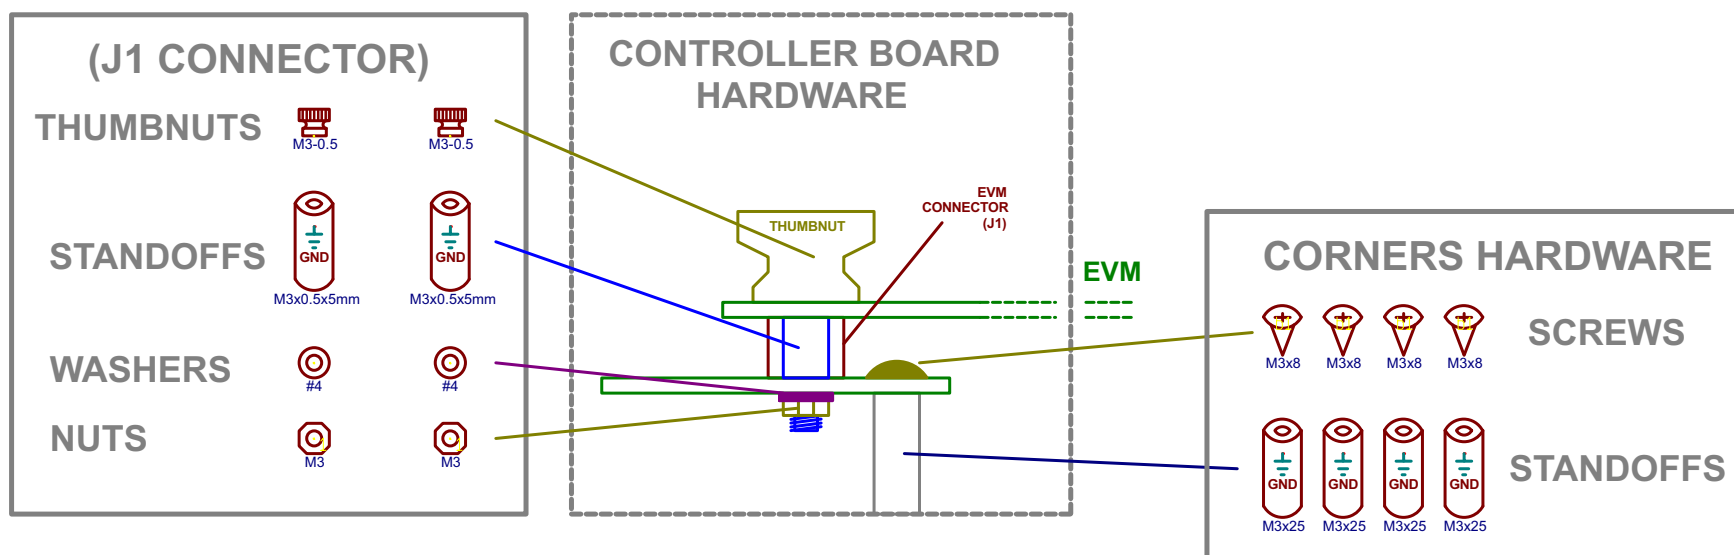 (J1 CONNECTOR)
THUMBNUTS
M3-0.5
M3-0.5
STANDOFFS
GND
GND
M3x0.5x5mm
M3x0.5x5mm
WASHERS
#4
#4
NUTS
M3
M3
CONTROLLER BOARD
HARDWARE
EVM
CONNECTOR
(J1)
THUMBNUT
EVM
CORNERS HARDWARE
SCREWS
M3x8
M3x8
M3x8
M3x8
STANDOFFS
GND
GND
GND
GND
M3x25
M3x25
M3x25
M3x25